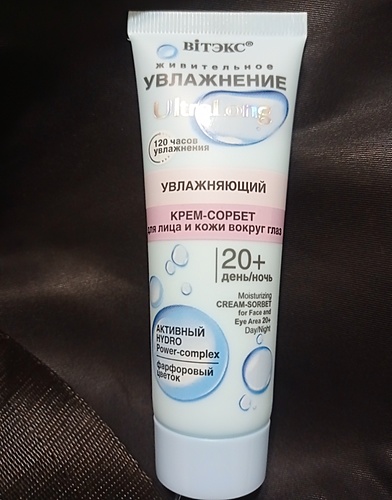 ВіТЭКС®
живительное
УВЛАЖНЕНИЕ
UltraLong
120 часов
увлажнения
УВЛАЖНЯЮЩИЙ
КРЕМ-СОРБЕТ
для лица и кожи вокруг глаз
20+
день/ночь
Moisturizing
CREAM-SORBET
for Face and
Eye Area 20+
Day/Night
АКТИВНЫЙ
HYDRO
Power-complex
фарфоровый
цветок